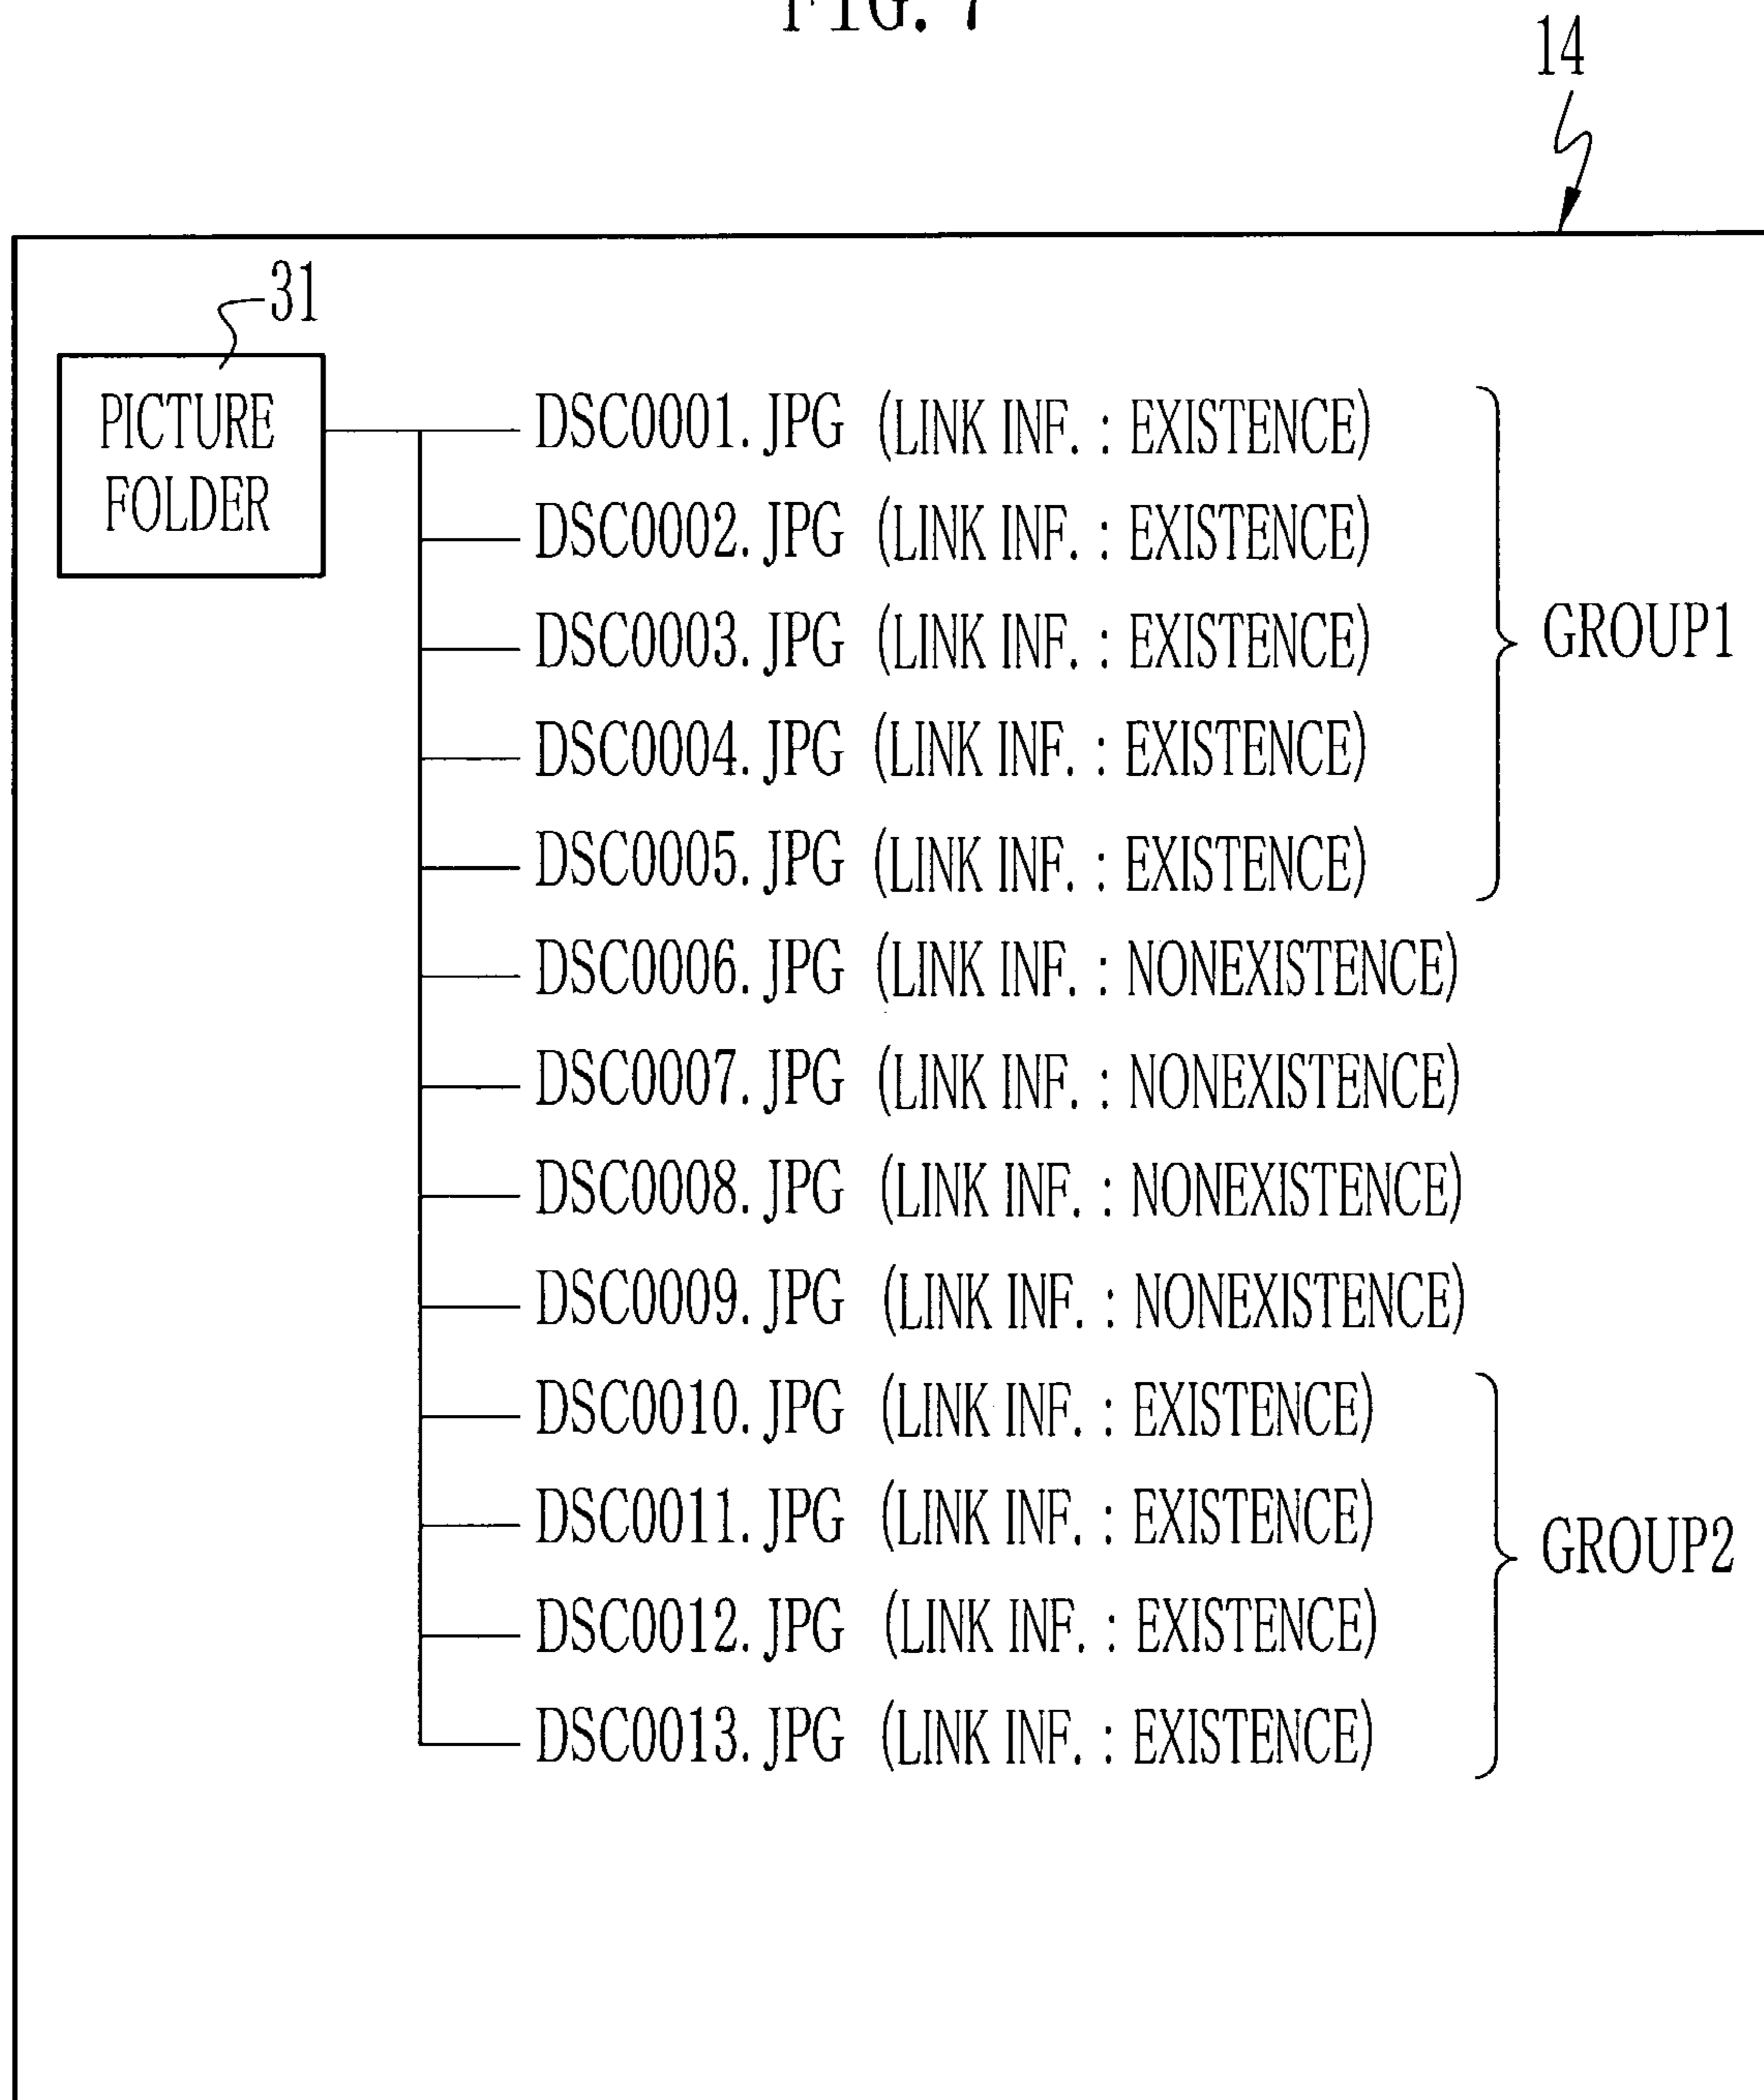 FIG. 7
14
31
PICTURE
FOLDER
DSC0001. JPG (LINK INF. : EXISTENCE)
DSC0002. JPG (LINK INF. : EXISTENCE)
DSC0003. JPG (LINK INF. : EXISTENCE)
GROUP1
DSC0004. JPG (LINK INF. : EXISTENCE)
DSC0005. JPG (LINK INF. : EXISTENCE)
DSC0006. JPG (LINK INF. : NONEXISTENCE)
DSC0007. JPG (LINK INF. : NONEXISTENCE)
DSC0008. JPG (LINK INF. : NONEXISTENCE)
DSC0009. JPG (LINK INF. : NONEXISTENCE)
DSC0010. JPG (LINK INF. : EXISTENCE)
DSC0011. JPG (LINK INF. : EXISTENCE)
GROUP2
DSC0012. JPG (LINK INF. : EXISTENCE)
DSC0013. JPG (LINK INF. : EXISTENCE)